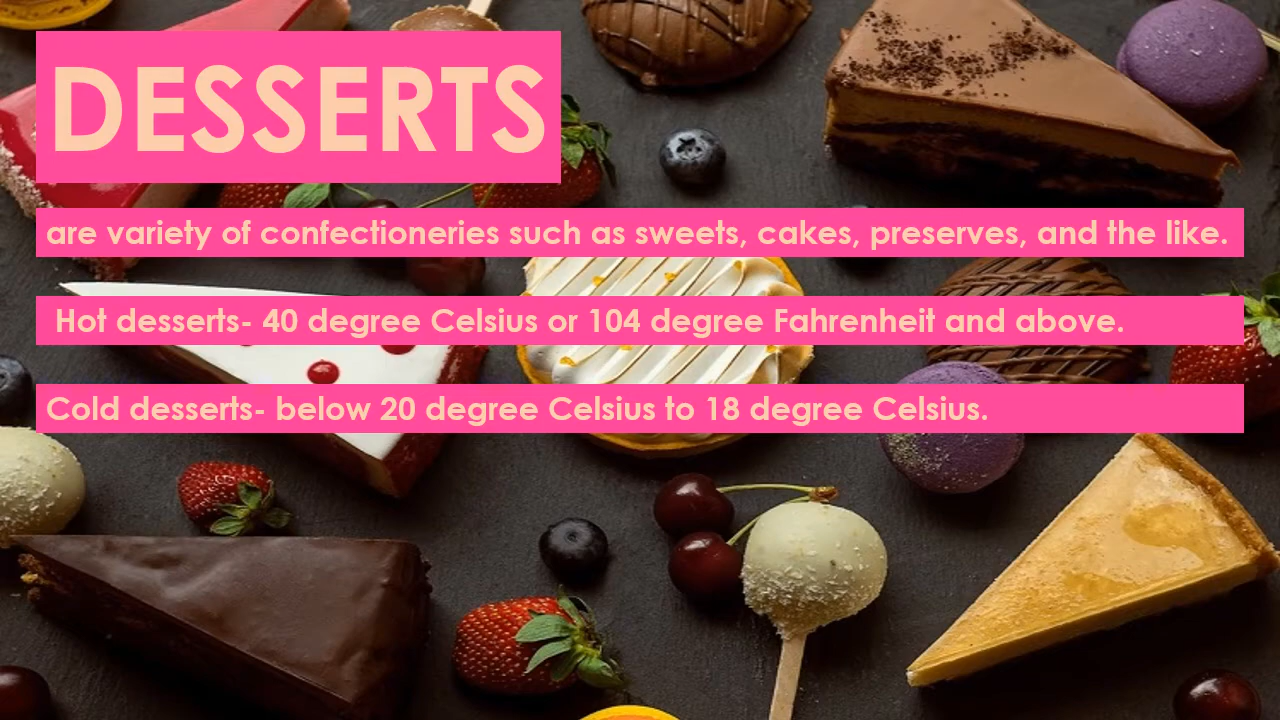 DESSERTS
are variety of confectioneries such as sweets, cakes, preserves, and the like.
Hot desserts- 40 degree Celsius or 104 degree Fahrenheit and above.
Cold desserts- below 20 degree Celsius to 18 degree Celsius.